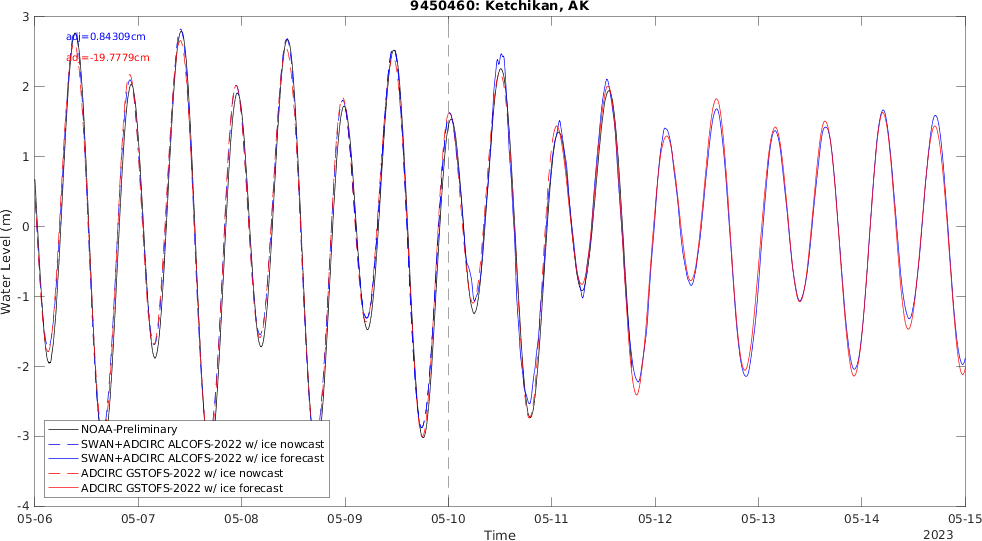 9450460: Ketchikan, AK
adj=0.84309cm
adj=-19.7779cm
3
2
1
0
-1
-2
-3
-4
Water Level (m)
NOAA-Preliminary
SWAN+ADCIRC ALCOFS-2022 w/ ice nowcast
SWAN+ADCIRC ALCOFS-2022 w/ ice forecast
ADCIRC GSTOFS-2022 w/ ice nowcast
ADCIRC GSTOFS-2022 w/ ice forecast
05-06 05-07 05-08 05-09 05-10 05-11 05-12 05-13 05-14 05-15
Time
2023